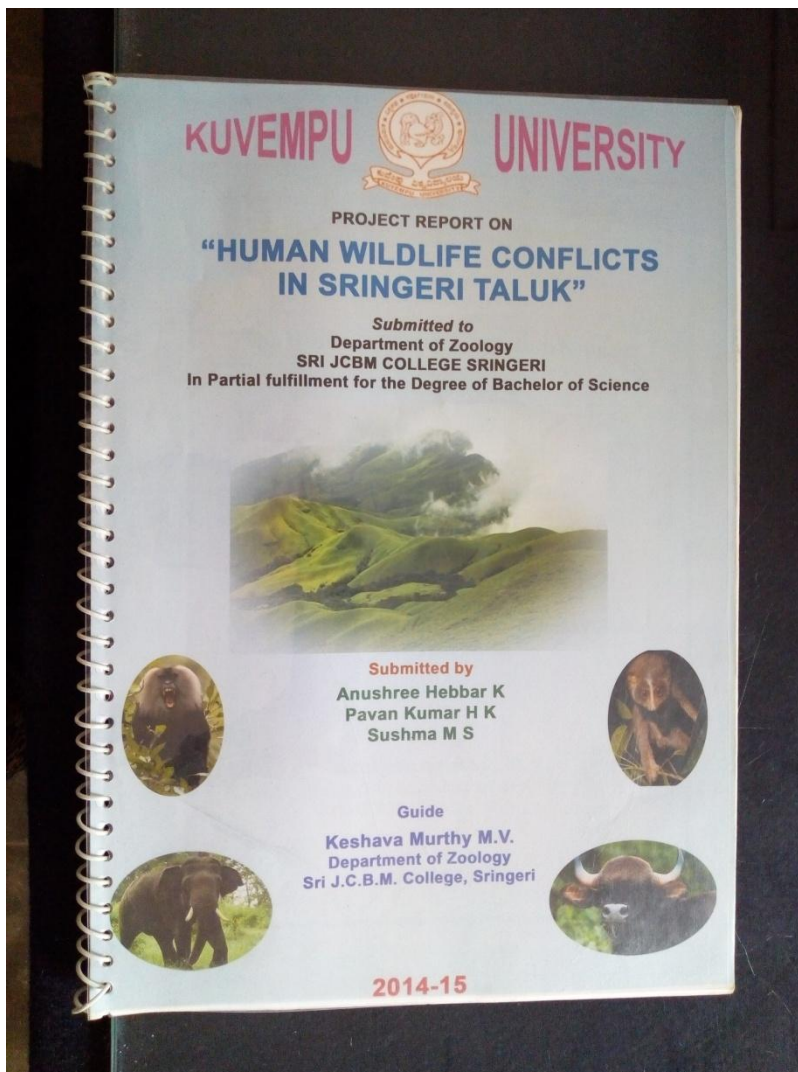 KUVEMPU UNIVERSITY
PROJECT REPORT ON
“HUMAN WILDLIFE CONFLICTS
IN SRINGERI TALUK”
Submitted to
Department of Zoology
SRI JCBM COLLEGE SRINGERI
In Partial fulfillment for the Degree of Bachelor of Science
Submitted by
Anushree Hebbar K
Pavan Kumar H K
Sushma M S
Guide
Keshava Murthy M.V.
Department of Zoology
Sri J.C.B.M. College, Sringeri
2014-15